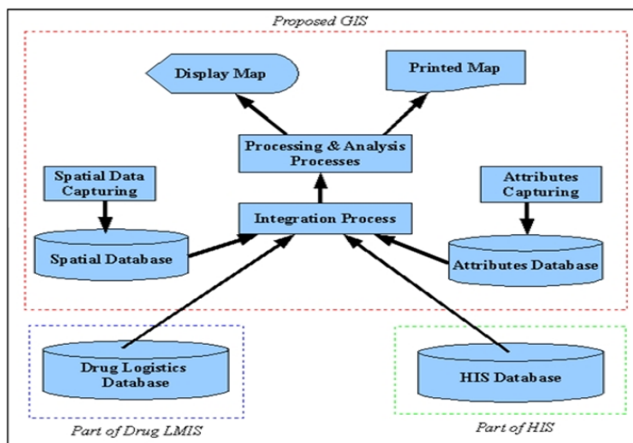 Proposed GIS
Display Map
Printed Map
Processing & Analysis
Processes
Spatial Data
Capturing
Attributes
Capturing
Integration Process
Spatial Database
Attributes Database
Drug Logistics
Database
HIS Database
Part of Drug LMIS
Part of HIS